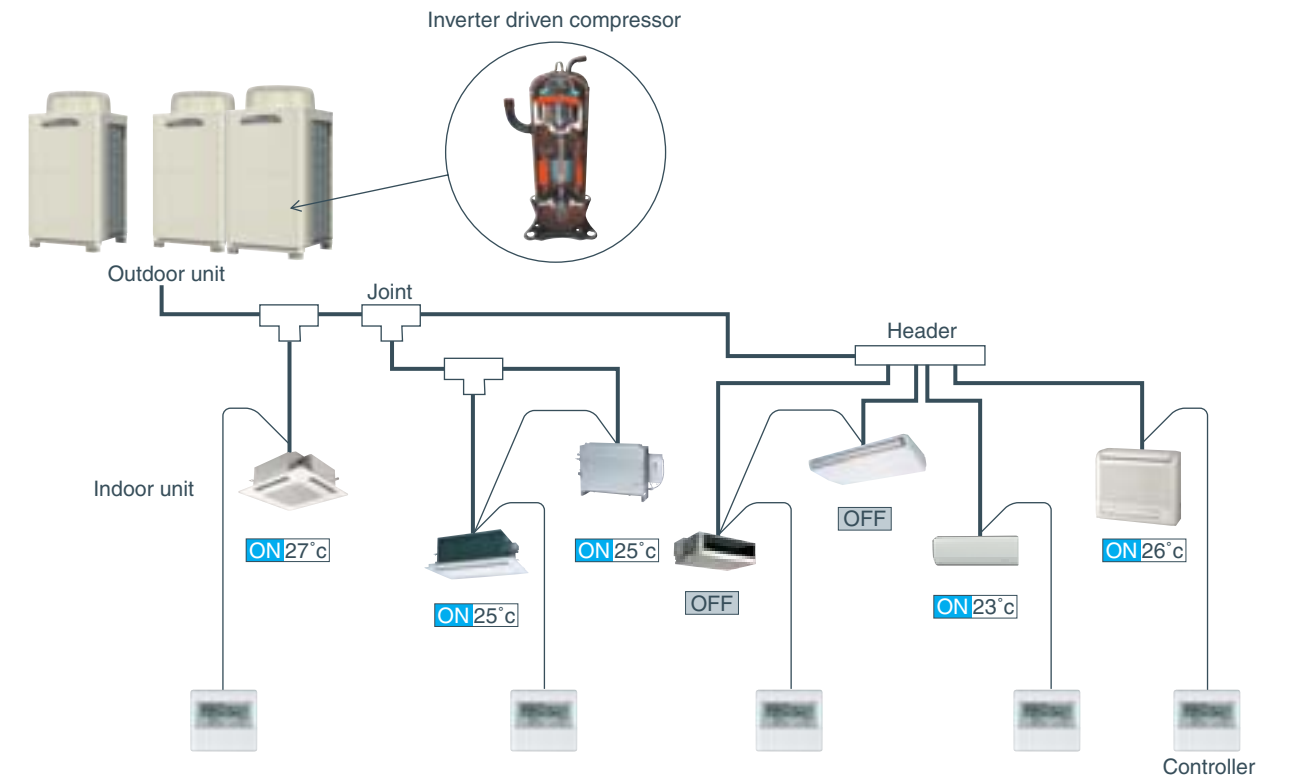 Inverter driven compressor
Outdoor unit
Joint
Header
Indoor unit
OFF
ON 27˚c
ON 25˚c
ON 26˚c
OFF
ON 23˚c
ON 25˚c
Controller